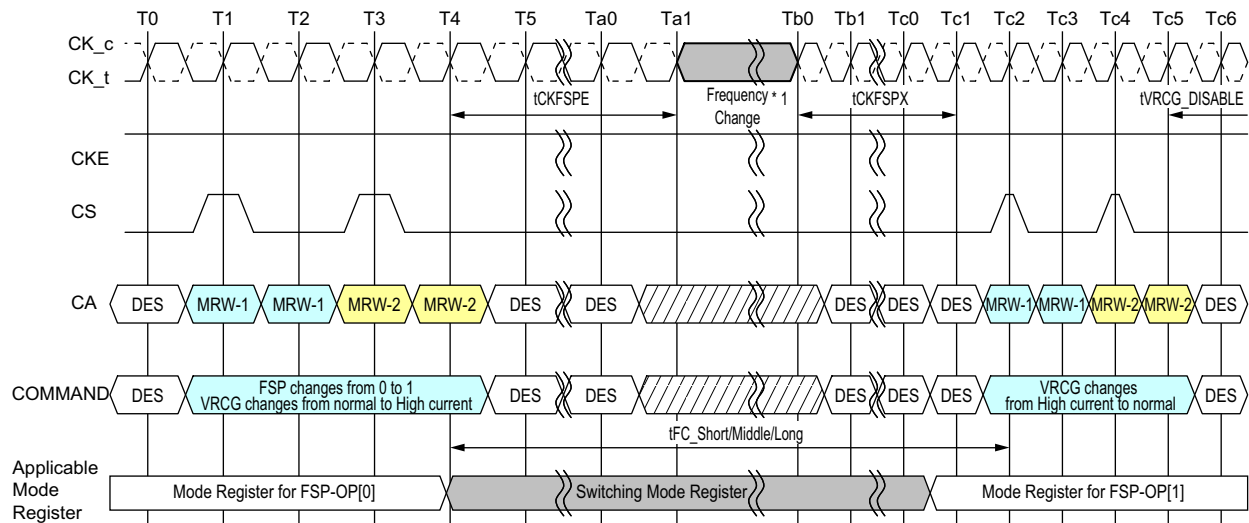 T0 T1 T2 T3 T4 T5 Ta0 Ta1 Tb0 Tb1 Tc0 Tc1 Tc2 Tc3 Tc4 Tc5 Tc6
CK_c
CK_t
tCKFSPE
Frequency * 1
Change
tCKFSPX
tVRCG_DISABLE
CKE
CS
CA DES MRW-1 MRW-1 MRW-2 MRW-2 DES DES DES DES DES MRW-1 MRW-1 MRW-2 MRW-2 DES
COMMAND DES
FSP changes from 0 to 1
VRCG changes from normal to High current
DES DES DES DES DES
VRCG changes
from High current to normal
DES
tFC_Short/Middle/Long
Applicable
Mode
Register
Mode Register for FSP-OP[0] Switching Mode Register Mode Register for FSP-OP[1]